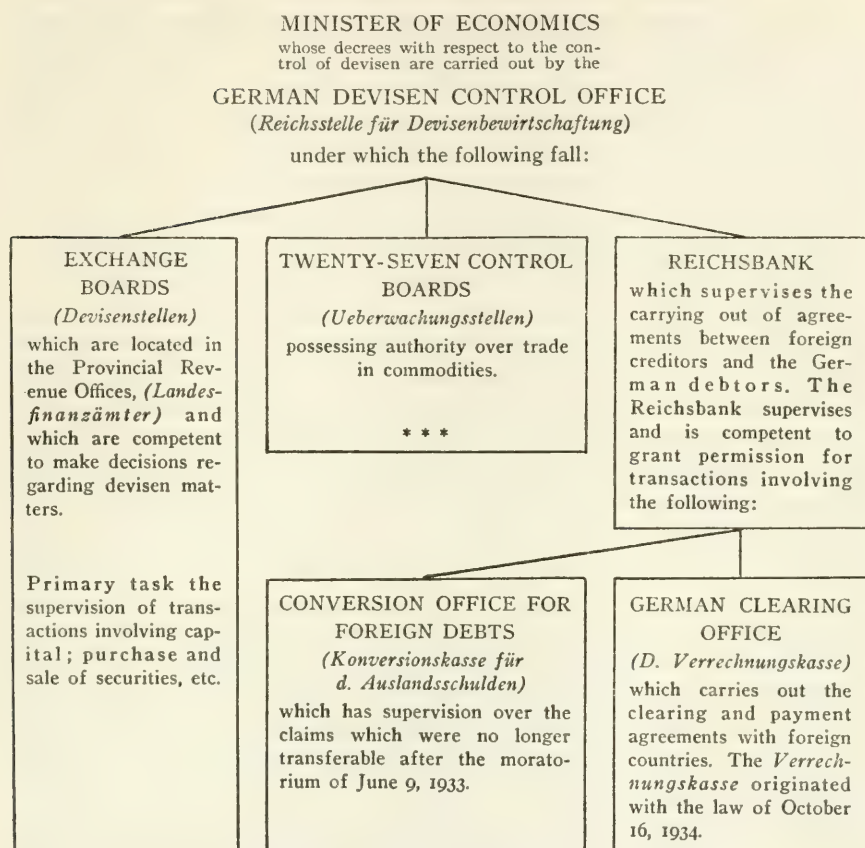 MINISTER OF ECONOMICS
whose decrees with respect to the con-
trol of devisen are carried out by the
GERMAN DEVISEN CONTROL OFFICE
(Reichsstelle für Devisenbewirtschaftung)
under which the following fall:
EXCHANGE
BOARDS
(Devisenstellen)
which are located in
the Provincial Rev-
enue Offices, (Landes-
finanzämter) and
which are competent
to make decisions re-
garding devisen mat-
ters.
Primary task the
supervision of trans-
actions involving cap-
ital; purchase and
sale of securities, etc.
TWENTY-SEVEN CONTROL
BOARDS
(Ueberwachungsstellen)
possessing authority over trade
in commodities.
* * *
REICHSBANK
which supervises the
carrying out of agree-
ments between foreign
creditors and the Ger-
man debtors. The
Reichsbank supervises
and is competent to
grant permission for
transactions involving
the following:
CONVERSION OFFICE FOR
FOREIGN DEBTS
(Konversionskasse für
d. Auslandsschulden)
which has supervision over the
claims which were no longer
transferable after the morato-
rium of June 9, 1933.
GERMAN CLEARING
OFFICE
(D. Verrechnungskasse)
which carries out the
clearing and payment
agreements with foreign
countries. The Verrech-
nungskasse originated
with the law of October
16, 1934.